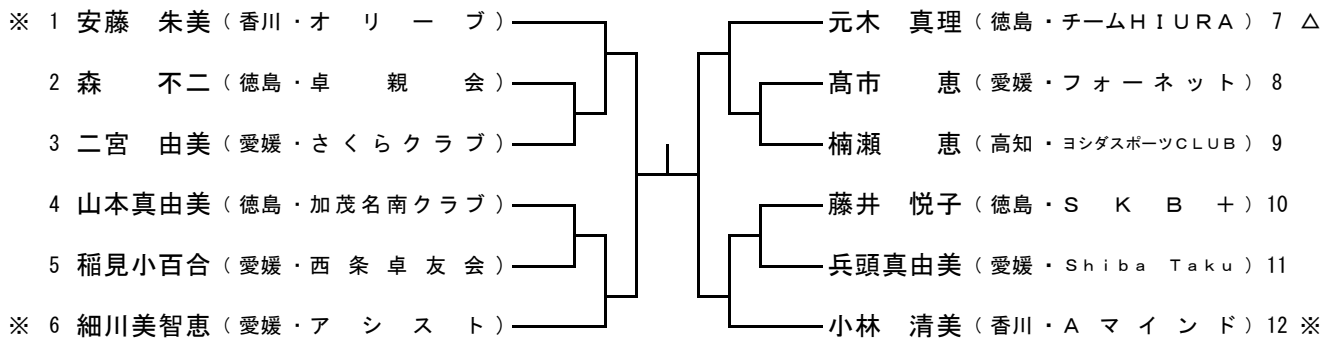 ※ 1 安藤 朱美（香川・オリーブ）
2 森 不二（徳島・卓親会）
3 二宮 由美（愛媛・さくらクラブ）
4 山本真由美（徳島・加茂名南クラブ）
5 稲見小百合（愛媛・西条卓友会）
※ 6 細川美智恵（愛媛・アシスト）
元木 真理（徳島・チームＨＩＵＲＡ）7 △
髙市 恵（愛媛・フォーネット）8
楠瀬 恵（高知・ヨシダスポーツＣＬＵＢ）9
藤井 悦子（徳島・ＳＫＢ＋）10
兵頭真由美（愛媛・Ｓｈｉｂａ Ｔａｋｕ）11
小林 清美（香川・Ａマインド）12 ※